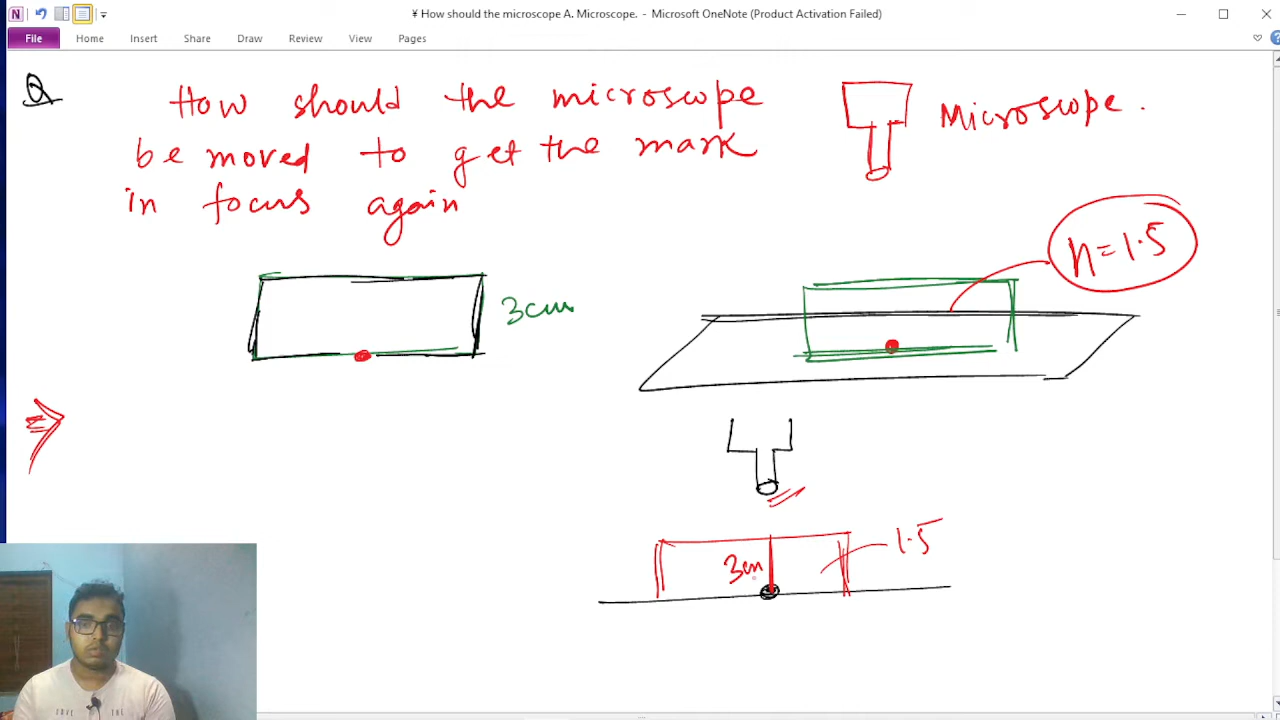 ¥ How should the microscope A. Microscope. - Microsoft OneNote (Product Activation Failed)
File Home Insert Share Draw Review View Pages
Q How should the microscope
be moved to get the mark
in focus again
Microscope.
n=1.5
3cm
1.5
3cm